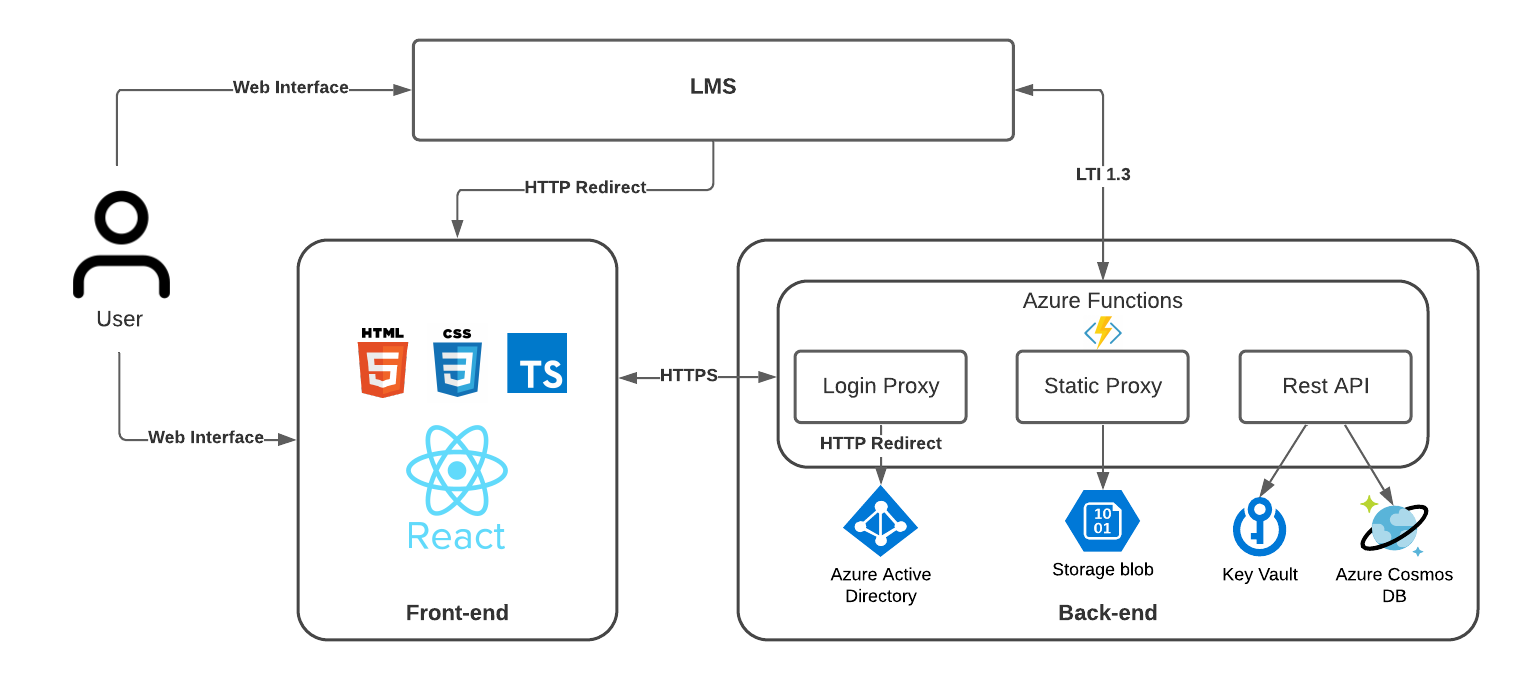 Web Interface
LMS
HTTP Redirect
LTI 1.3
User
Web Interface
HTML
5
CSS
3
TS
React
Front-end
HTTPS
Azure Functions
Login Proxy
Static Proxy
Rest API
HTTP Redirect
10
01
Azure Active
Directory
Storage blob
Key Vault
Azure Cosmos
DB
Back-end